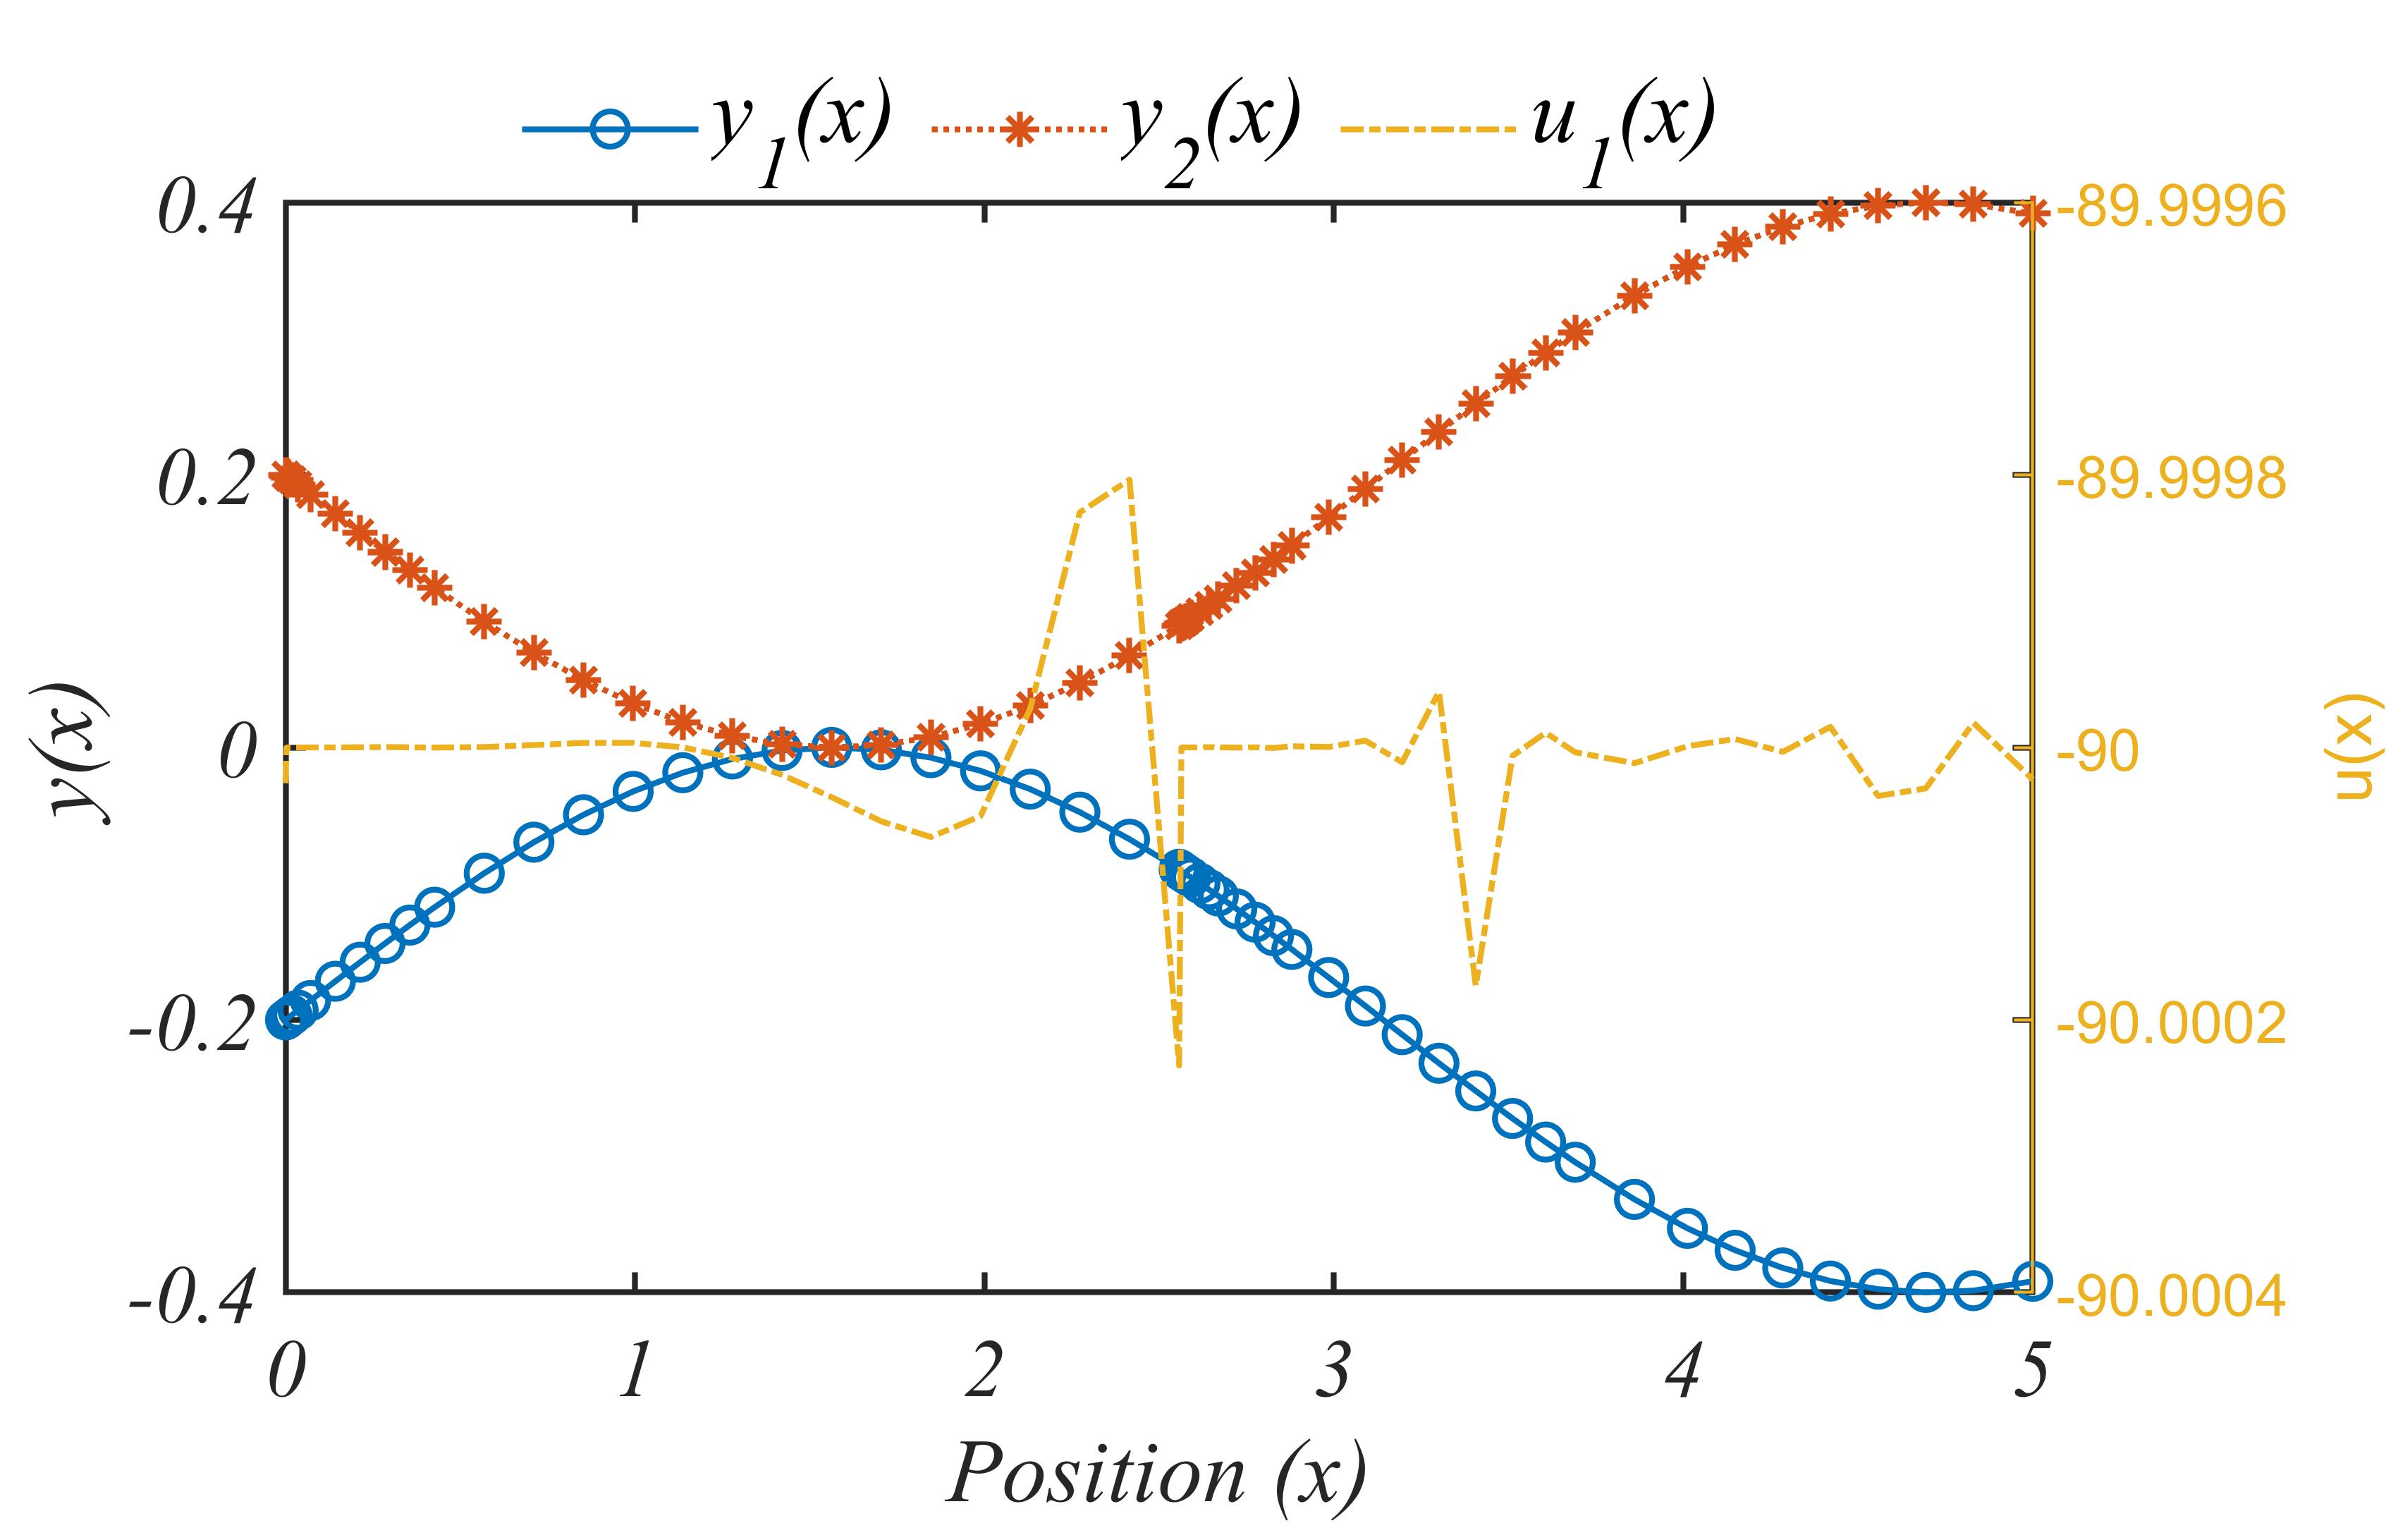 y1(x) y2(x) u1(x)
0.4
0.2
0
-0.2
-0.4
y(x)
-89.9996
-89.9998
-90
-90.0002
-90.0004
u(x)
0 1 2 3 4 5
Position (x)